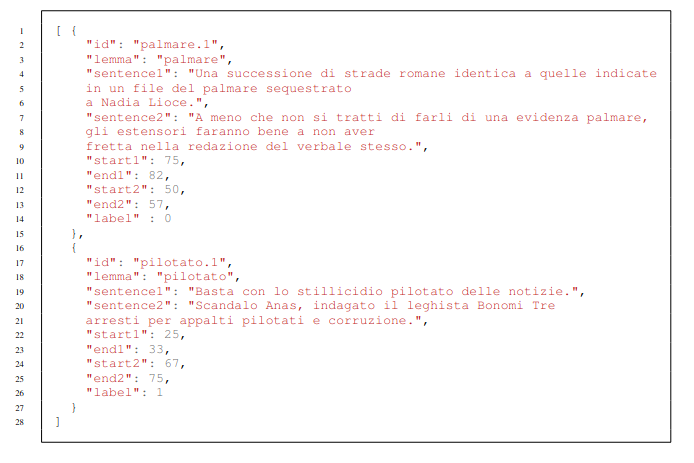 1 [ {
2 "id": "palmare.1",
3 "lemma": "palmare",
4 "sentence1": "Una successione di strade romane identica a quelle indicate
5 in un file del palmare sequestrato
6 a Nadia Lioce.",
7 "sentence2": "A meno che non si tratti di farli di una evidenza palmare,
8 gli estensori faranno bene a non aver
9 fretta nella redazione del verbale stesso.",
10 "start1": 75,
11 "end1": 82,
12 "start2": 50,
13 "end2": 57,
14 "label" : 0
15 },
16 {
17 "id": "pilotato.1",
18 "lemma": "pilotato",
19 "sentence1": "Basta con lo stillicidio pilotato delle notizie.",
20 "sentence2": "Scandalo Anas, indagato il leghista Bonomi Tre
21 arresti per appalti pilotati e corruzione.",
22 "start1": 25,
23 "end1": 33,
24 "start2": 67,
25 "end2": 75,
26 "label": 1
27 }
28 ]